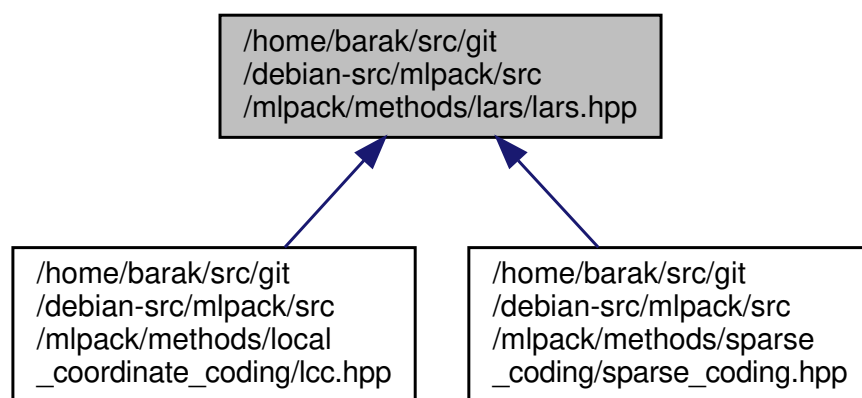 /home/barak/src/git
/debian-src/mlpack/src
/mlpack/methods/lars/lars.hpp
/home/barak/src/git
/debian-src/mlpack/src
/mlpack/methods/local
_coordinate_coding/lcc.hpp
/home/barak/src/git
/debian-src/mlpack/src
/mlpack/methods/sparse
_coding/sparse_coding.hpp